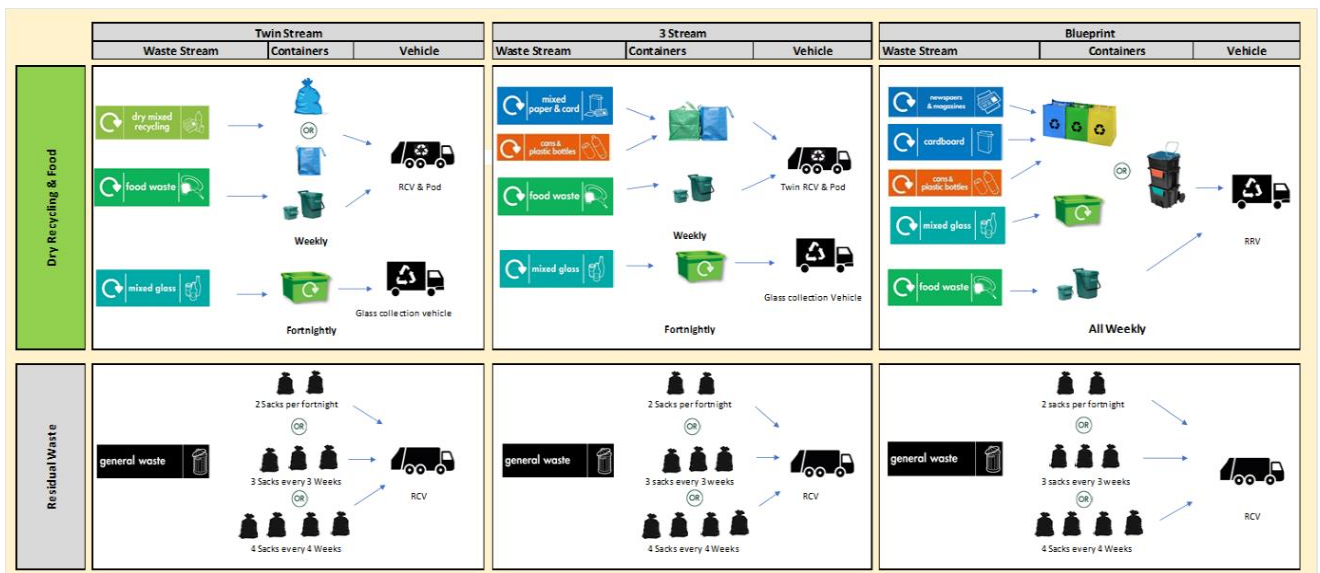 Twin Stream
Waste Stream Containers Vehicle
3 Stream
Waste Stream Containers Vehicle
Blueprint
Waste Stream Containers Vehicle
Dry Recycling & Food
dry mixed
recycling
OR
RCV & Pod
food waste
Weekly
mixed glass
Glass collection vehicle
Fortnightly
mixed
paper & card
cans &
plastic bottles
Twin RCV & Pod
food waste
Weekly
mixed glass
Glass collection Vehicle
Fortnightly
newspaers
& magazines
cardboard
OR
cans &
plastic bottles
mixed glass
RRV
food waste
All Weekly
Residual Waste
2 Sacks per fortnight
OR
general waste
3 Sacks every 3 Weeks
RCV
OR
4 Sacks every 4 Weeks
2 Sacks per fortnight
OR
general waste
3 sacks every 3 weeks
RCV
OR
4 Sacks every 4 Weeks
2 sacks per fortnight
OR
general waste
3 sacks every 3 weeks
OR
RCV
4 Sacks every 4 Weeks